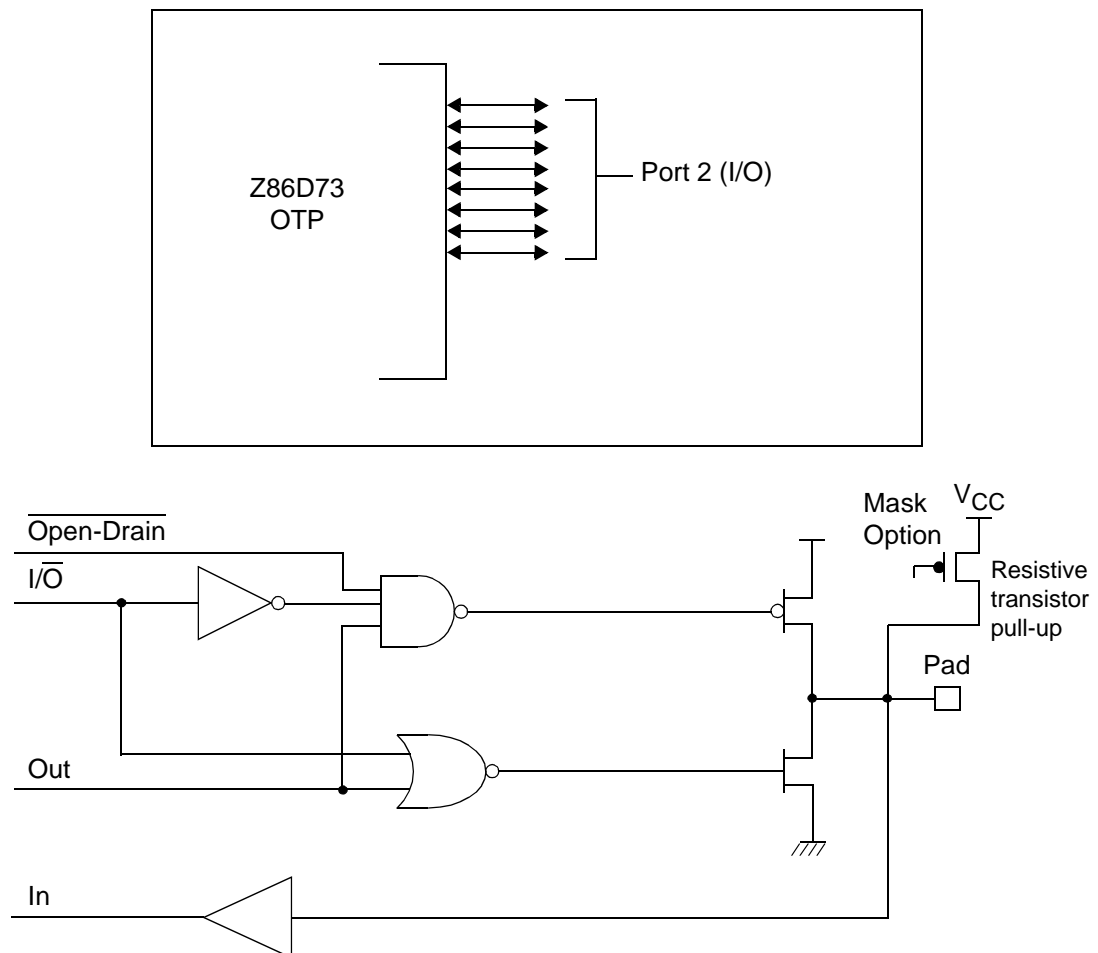 Z86D73
OTP
Port 2 (I/O)
Open-Drain
I/O
Mask
Option
VCC
Resistive
transistor
pull-up
Pad
Out
In